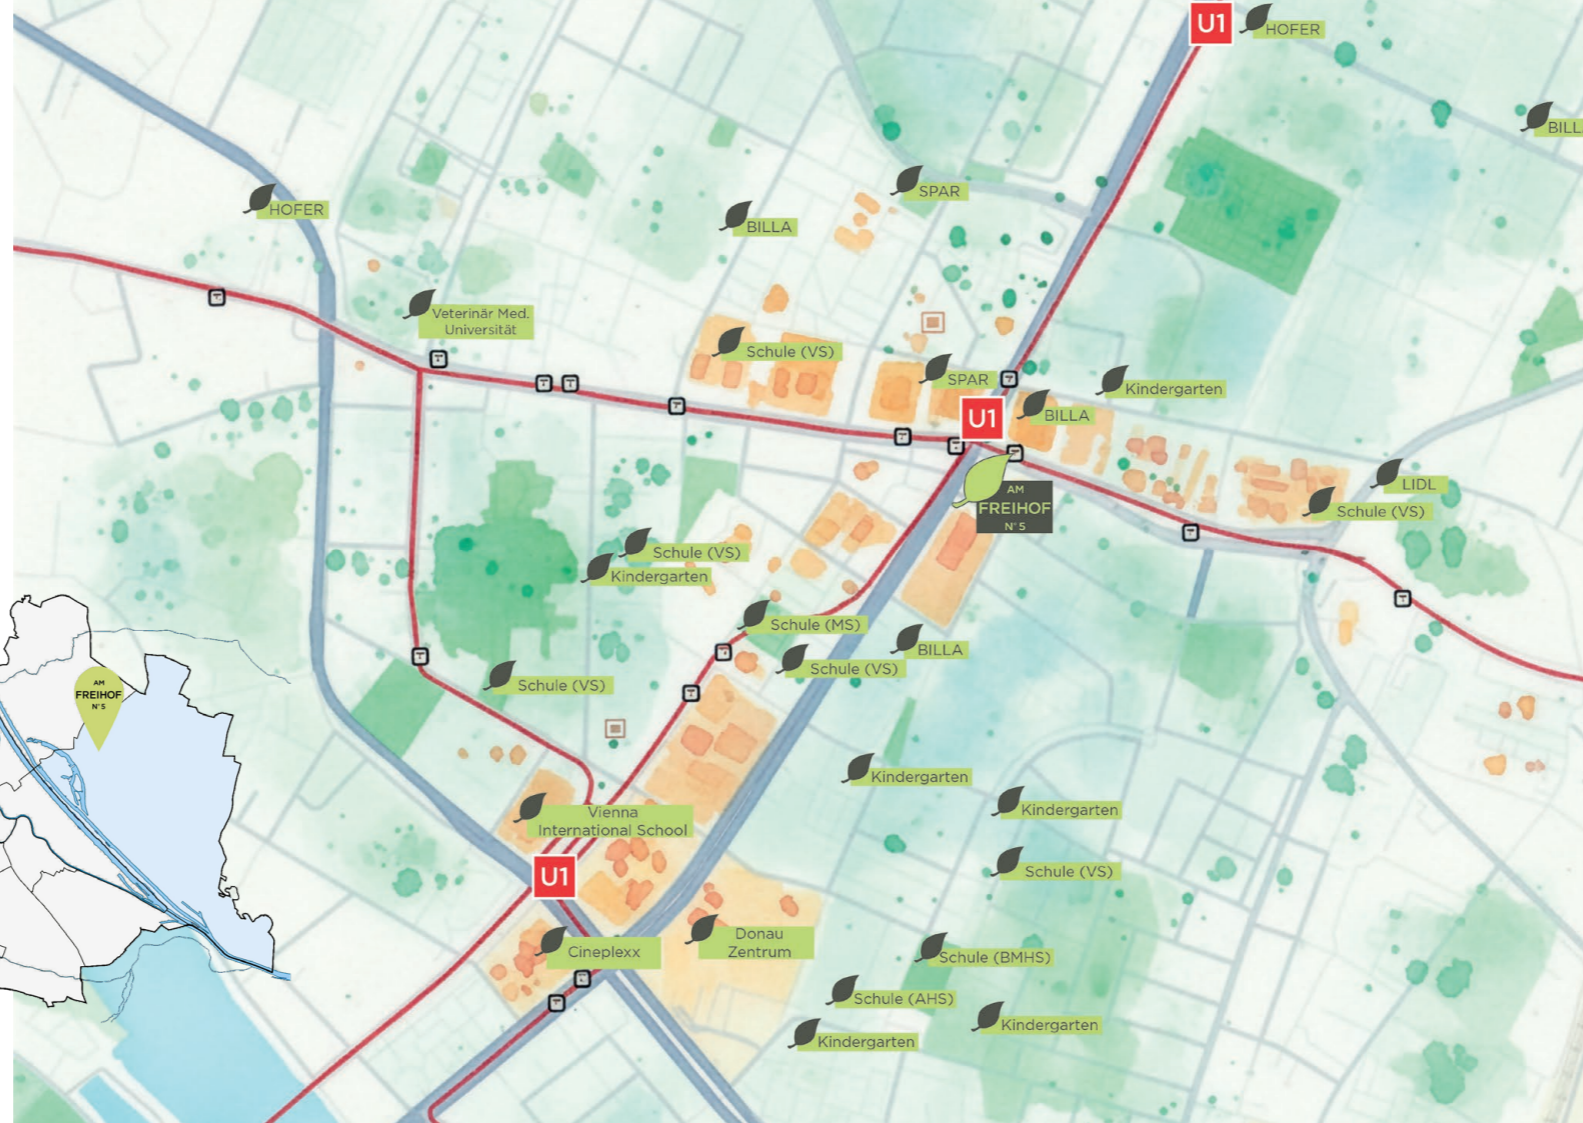 U1
HOFER
BILL
SPAR
HOFER
BILLA
Veterinär Med.
Universität
Schule (VS)
SPAR
Kindergarten
U1
BILLA
LIDL
AM
FREIHOF
N° 5
Schule (VS)
Schule (VS)
Kindergarten
Schule (MS)
BILLA
Schule (VS)
Schule (VS)
AM
FREIHOF
N° 5
Kindergarten
Kindergarten
Vienna
International School
Schule (VS)
U1
Donau
Zentrum
Cineplexx
Schule (BMHS)
Schule (AHS)
Kindergarten
Kindergarten